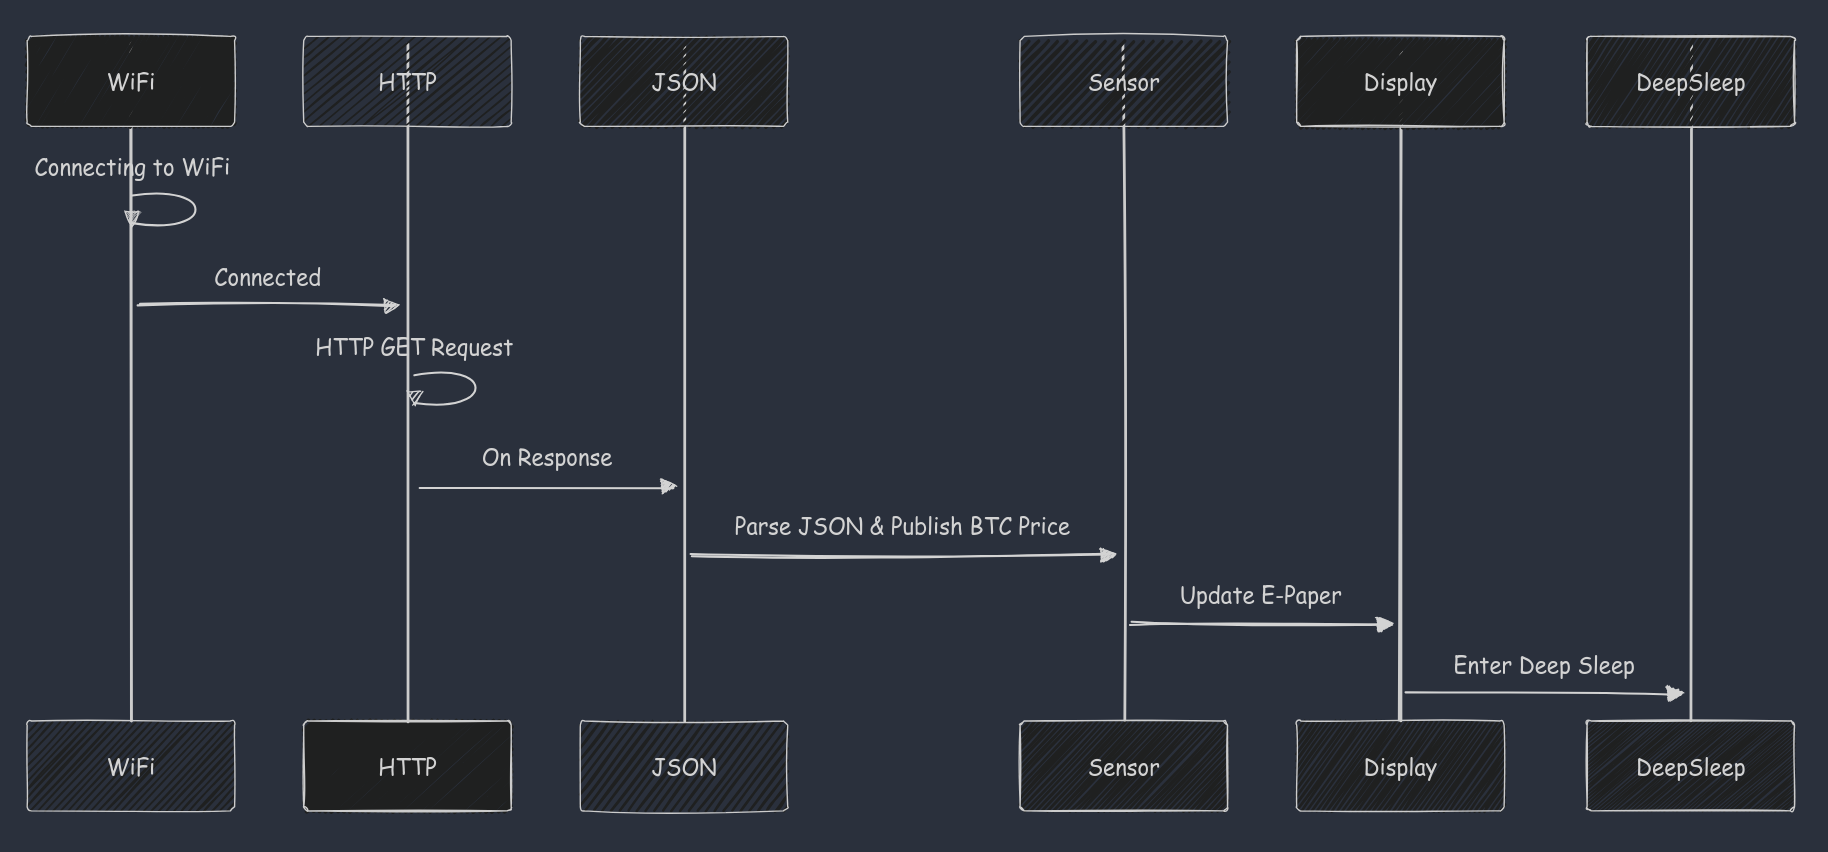 WiFi
HTTP
JSON
Sensor
Display
DeepSleep
Connecting to WiFi
Connected
HTTP GET Request
On Response
Parse JSON & Publish BTC Price
Update E-Paper
Enter Deep Sleep
WiFi
HTTP
JSON
Sensor
Display
DeepSleep